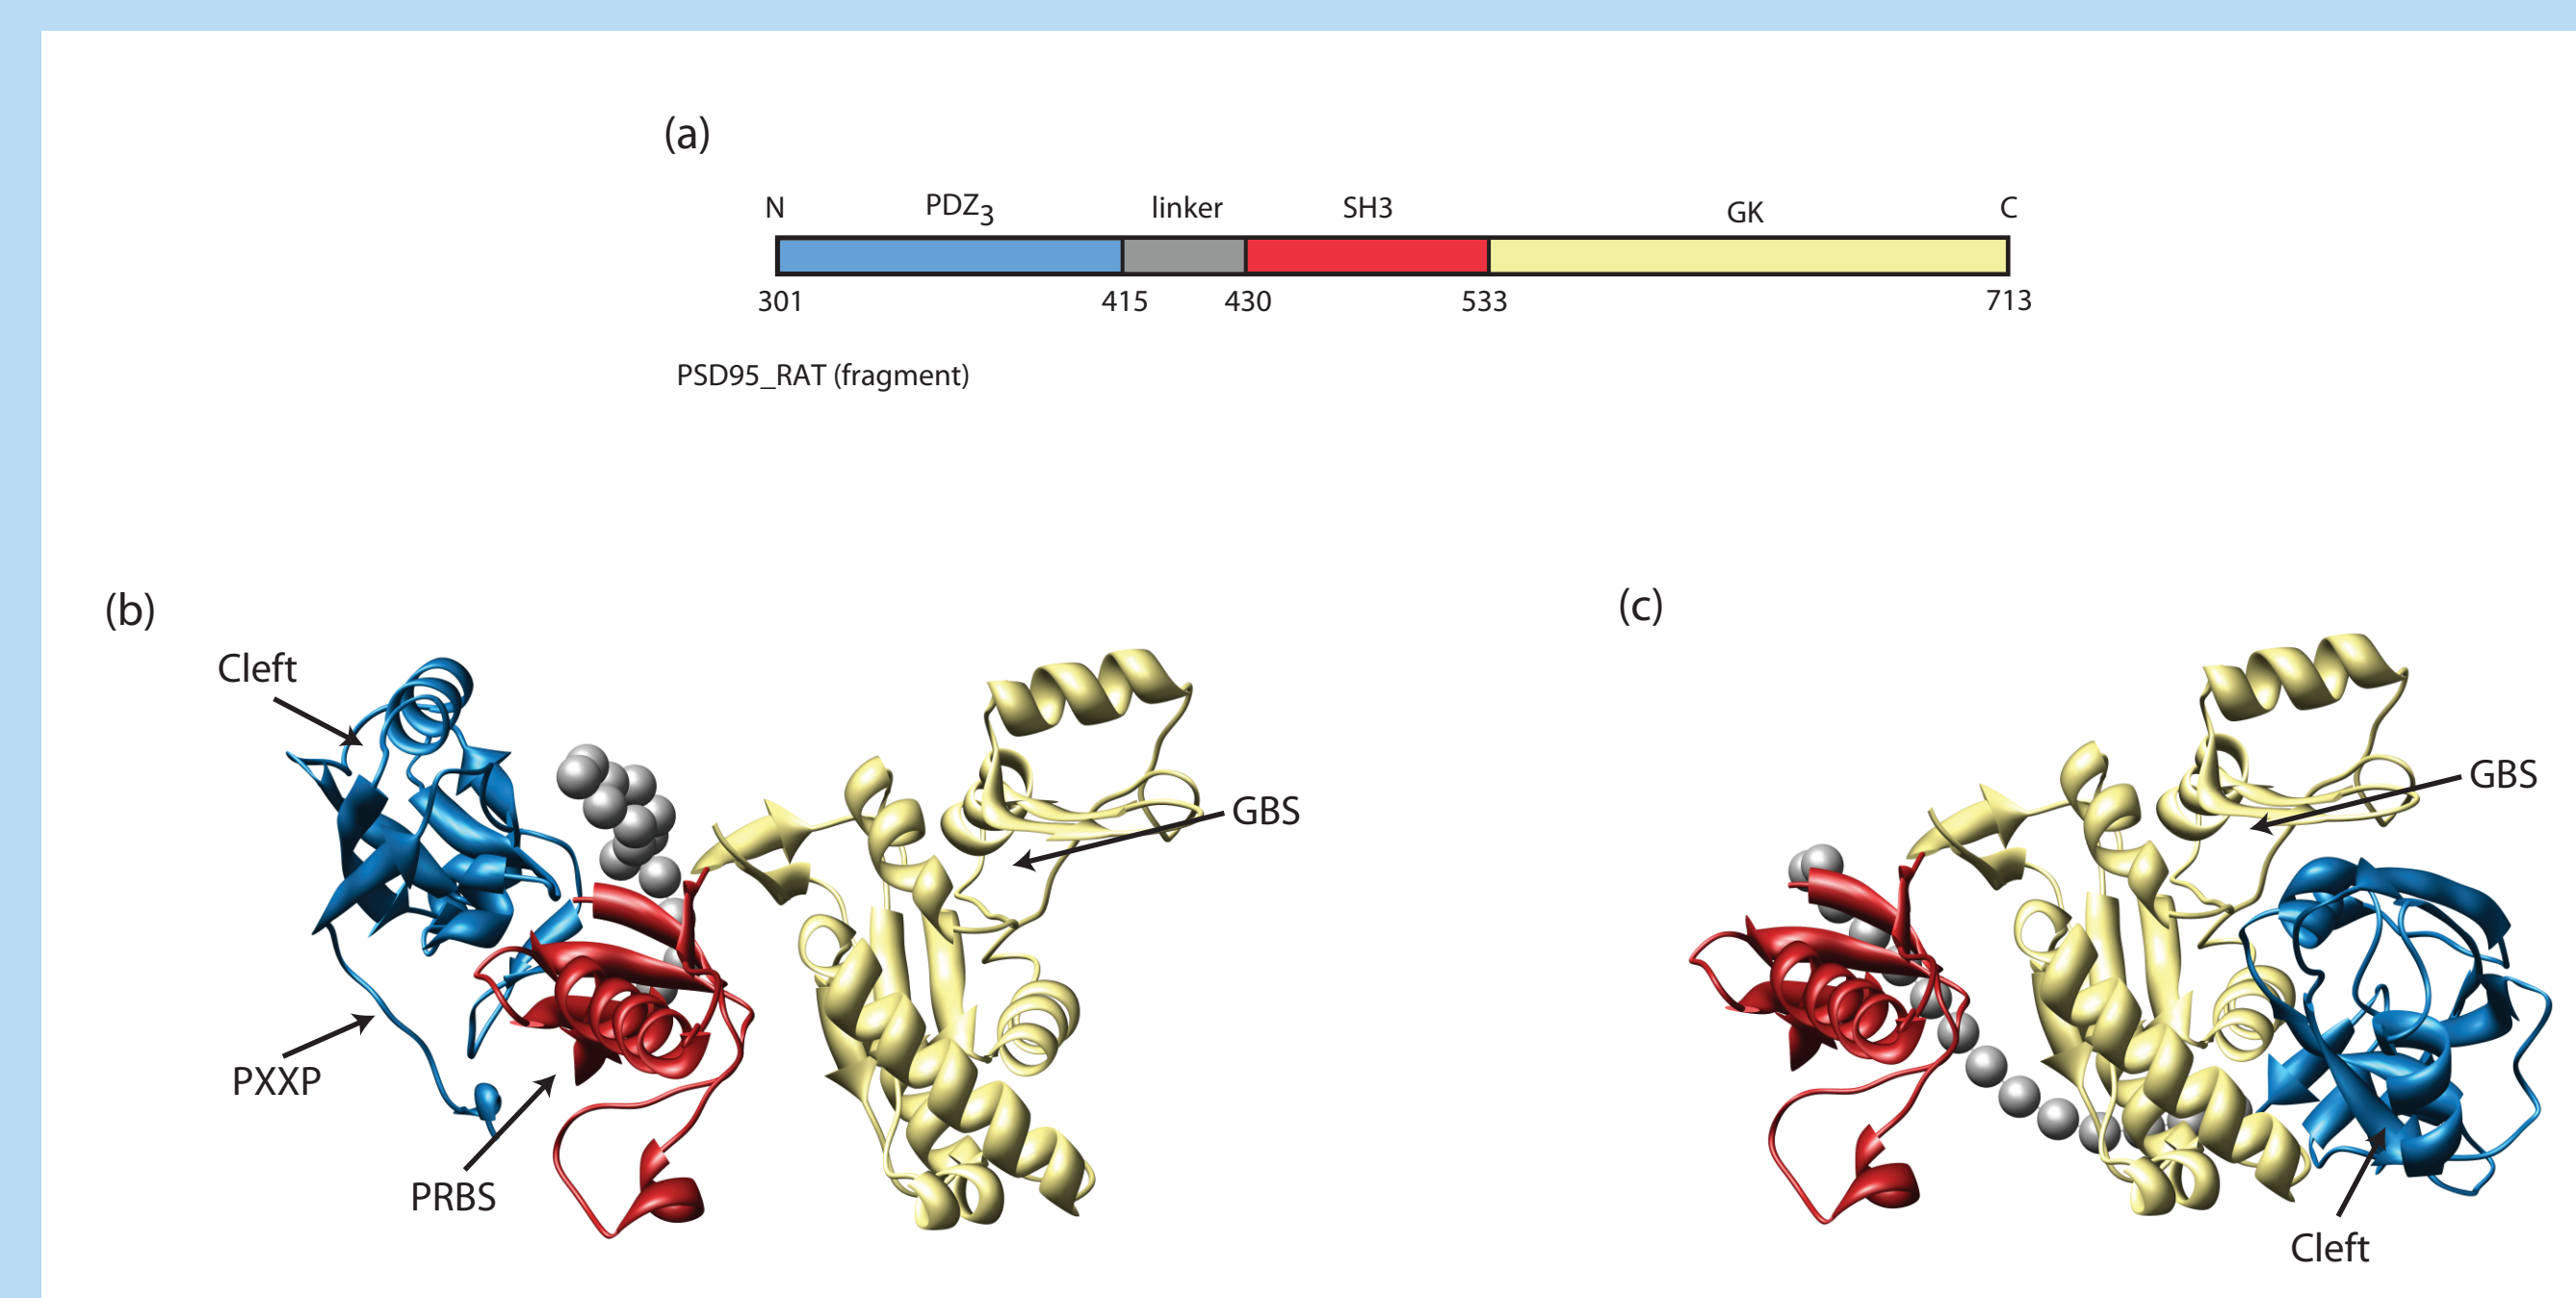 (a)
N PDZ3 linker SH3 GK C
301 415 430 533 713
PSD95_RAT (fragment)
(b)
Cleft
GBS
PXXP
PRBS
(c)
GBS
Cleft